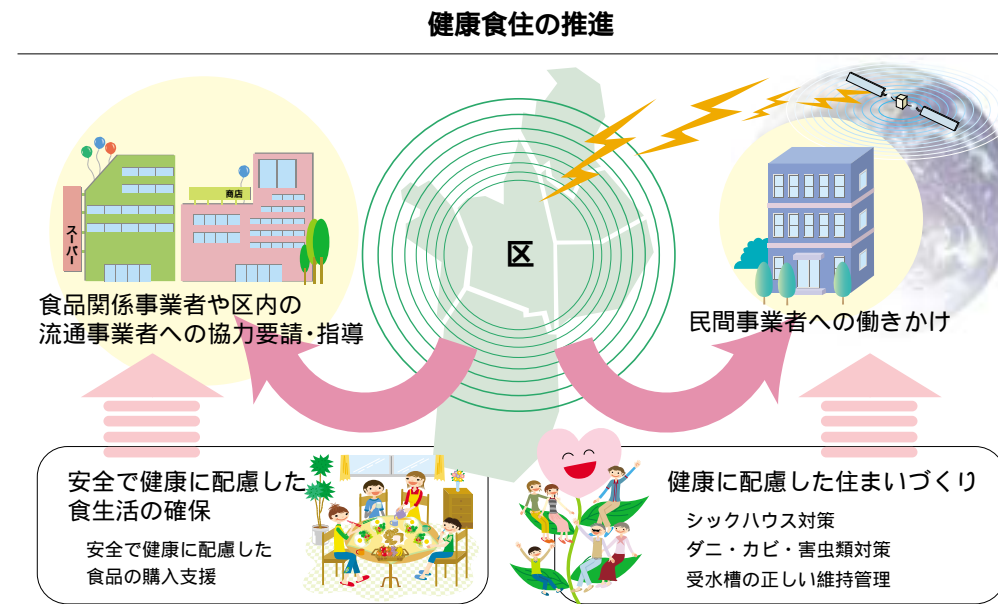 健康食住の推進
スーパー
商店
区
食品関係事業者や区内の
流通事業者への協力要請・指導
民間事業者への働きかけ
安全で健康に配慮した
食生活の確保
安全で健康に配慮した
食品の購入支援
健康に配慮した住まいづくり
シックハウス対策
ダニ・カビ・害虫類対策
受水槽の正しい維持管理